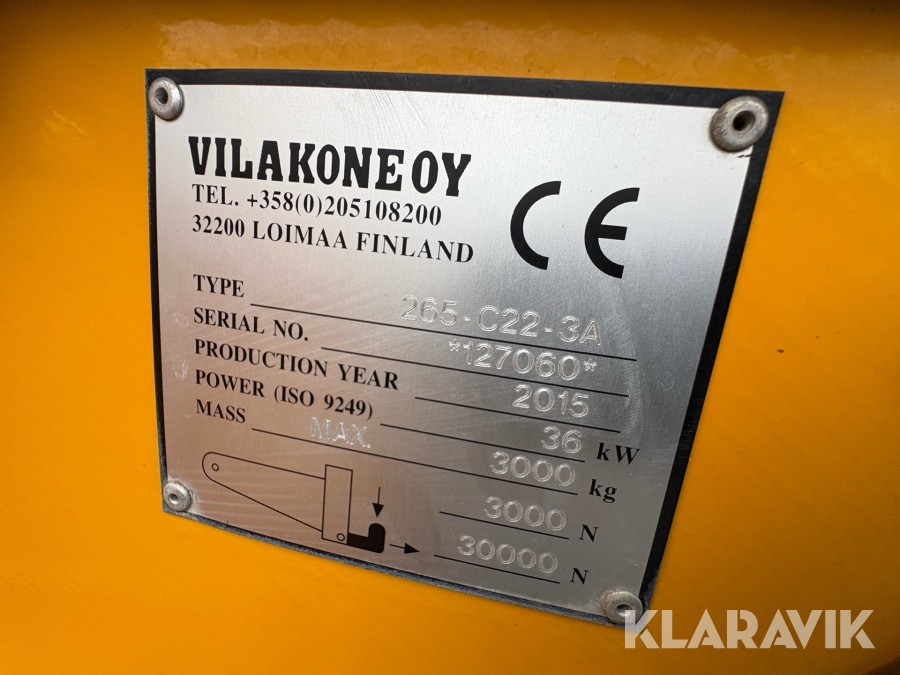 VILAKONE OY
TEL. +358(0)205108200
32200 LOIMAA FINLAND
CE
TYPE 265-C22-3A
SERIAL NO. *127060*
PRODUCTION YEAR 2015
POWER (ISO 9249) 36 kW
MASS MAX. 3000 kg
3000 N
30000 N
KLARAVIK